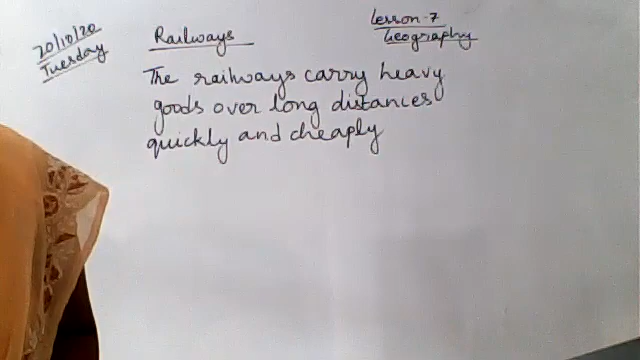 20/10/20
Tuesday
Railways
Lesson-7
Geography
The railways carry heavy
goods over long distances
quickly and cheaply